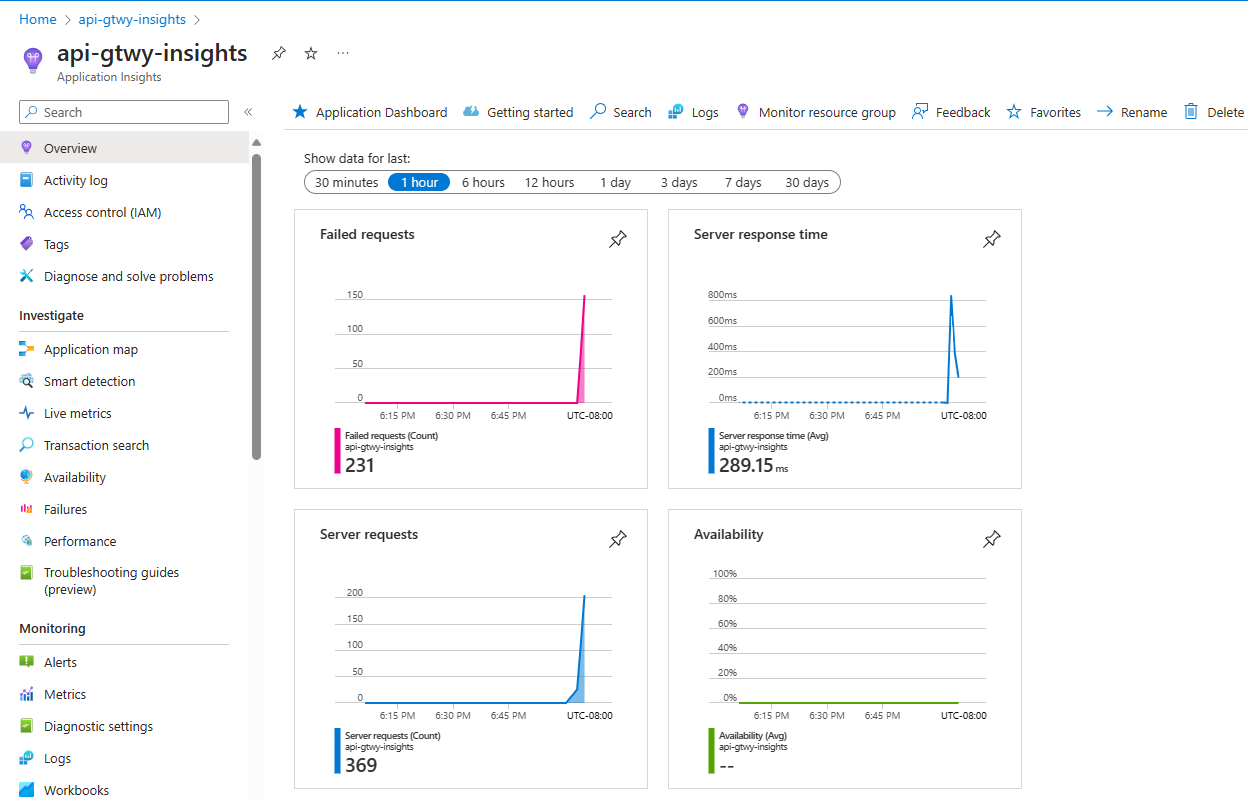 Home > api-gtwy-insights >
api-gtwy-insights
...
Application Insights
Search
«
Application Dashboard
Getting started
Search
Logs
Monitor resource group
Feedback
Favorites
Rename
Delete
Overview
Activity log
Access control (IAM)
Tags
Diagnose and solve problems
Investigate
Application map
Smart detection
Live metrics
Transaction search
Availability
Failures
Performance
Troubleshooting guides
(preview)
Monitoring
Alerts
Metrics
Diagnostic settings
Logs
Workbooks
Show data for last:
30 minutes
1 hour
6 hours
12 hours
1 day
3 days
7 days
30 days
Failed requests
150
100
50
0
6:15 PM
6:30 PM
6:45 PM
UTC-08:00
Failed requests (Count)
api-gtwy-insights
231
Server response time
800ms
600ms
400ms
200ms
0ms
6:15 PM
6:30 PM
6:45 PM
UTC-08:00
Server response time (Avg)
api-gtwy-insights
289.15 ms
Server requests
200
150
100
50
0
6:15 PM
6:30 PM
6:45 PM
UTC-08:00
Server requests (Count)
api-gtwy-insights
369
Availability
100%
80%
60%
40%
20%
0%
6:15 PM
6:30 PM
6:45 PM
UTC-08:00
Availability (Avg)
api-gtwy-insights
--